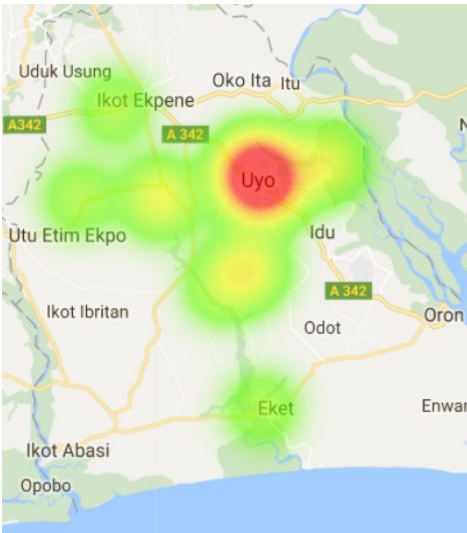 Uduk Usung
Oko Ita
Itu
Ikot Ekpene
A342
A 342
Uyo
Utu Etim Ekpo
Idu
A 342
Ikot Ibritan
Odot
Oron
Eket
Enwar
Ikot Abasi
Opobo